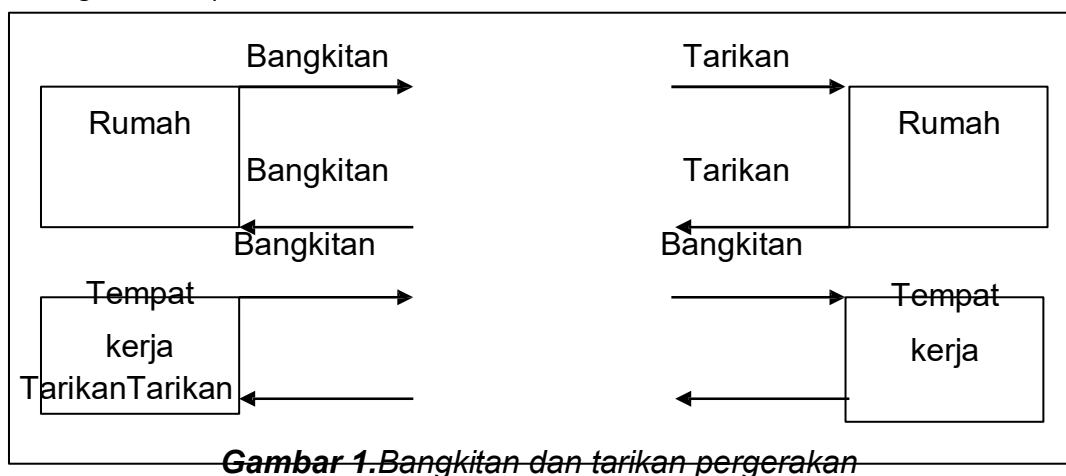 Bangkitan Tarikan
Rumah Rumah
Bangkitan Tarikan
Bangkitan Bangkitan
Tempat Tempat
kerja kerja
TarikanTarikan
Gambar 1.Bangkitan dan tarikan pergerakan